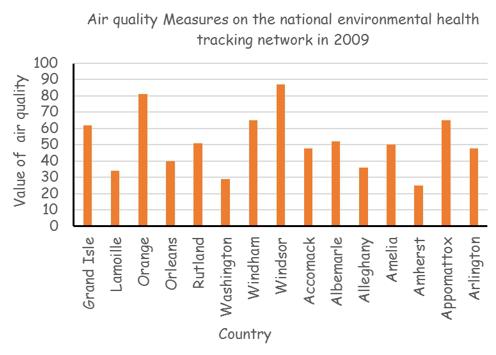 Air quality Measures on the national environmental health
tracking network in 2009
Value of air quality
100
90
80
70
60
50
40
30
20
10
0
Grand Isle
Lamoille
Orange
Orleans
Rutland
Washington
Windham
Windsor
Accomack
Albemarle
Alleghany
Amelia
Amherst
Appomattox
Arlington
Country